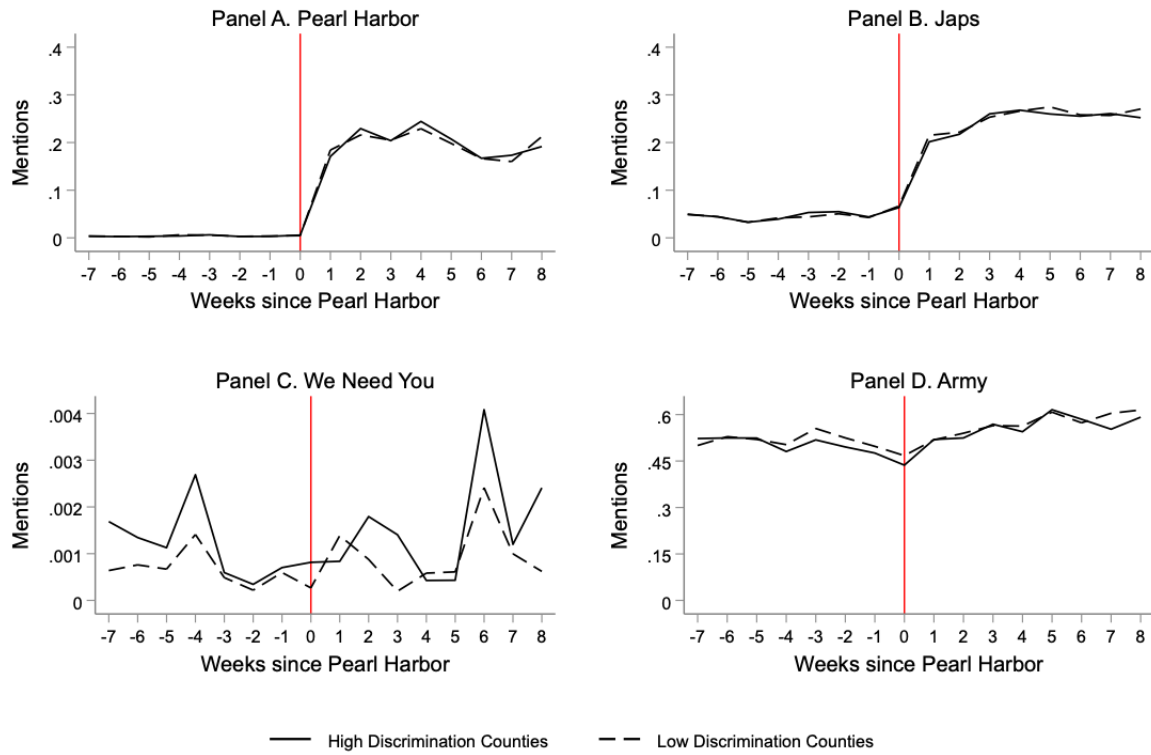 Panel A. Pearl Harbor
.4
.3
.2
.1
0
Mentions
-7 -6 -5 -4 -3 -2 -1 0 1 2 3 4 5 6 7 8
Weeks since Pearl Harbor
Panel B. Japs
.4
.3
.2
.1
0
Mentions
-7 -6 -5 -4 -3 -2 -1 0 1 2 3 4 5 6 7 8
Weeks since Pearl Harbor
Panel C. We Need You
.004
.003
.002
.001
0
Mentions
-7 -6 -5 -4 -3 -2 -1 0 1 2 3 4 5 6 7 8
Weeks since Pearl Harbor
Panel D. Army
.6
.45
.3
.15
0
Mentions
-7 -6 -5 -4 -3 -2 -1 0 1 2 3 4 5 6 7 8
Weeks since Pearl Harbor
High Discrimination Counties
Low Discrimination Counties